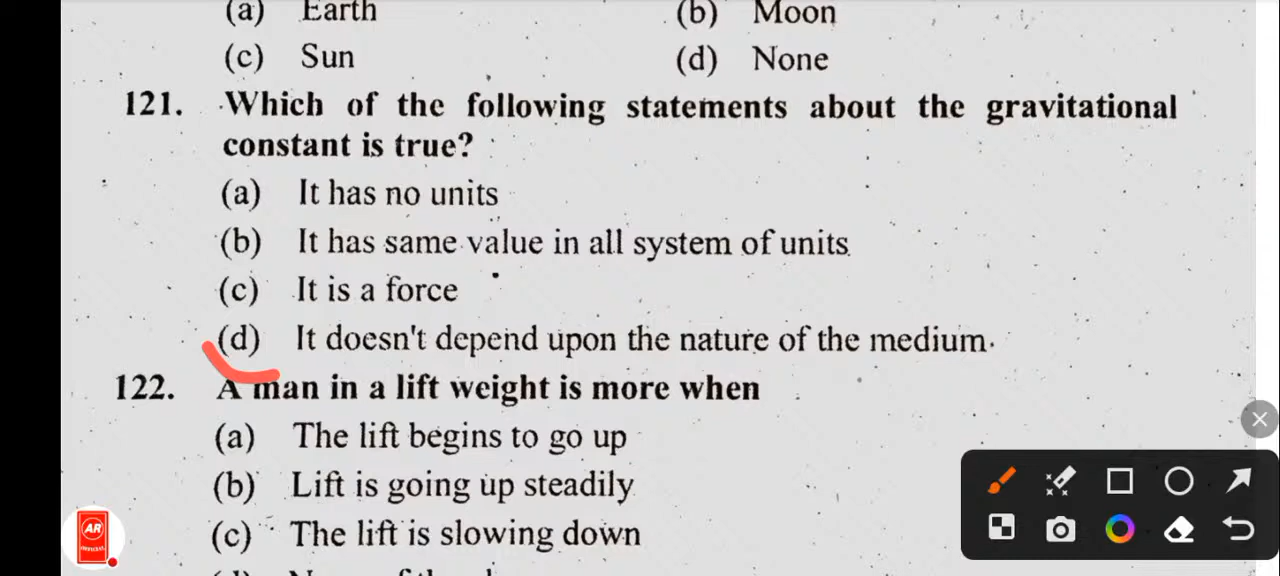 (a) Earth (b) Moon
(c) Sun (d) None
121. Which of the following statements about the gravitational
constant is true?
(a) It has no units
(b) It has same value in all system of units
(c) It is a force
(d) It doesn't depend upon the nature of the medium.
122. A man in a lift weight is more when
(a) The lift begins to go up
(b) Lift is going up steadily
(c) The lift is slowing down
AR